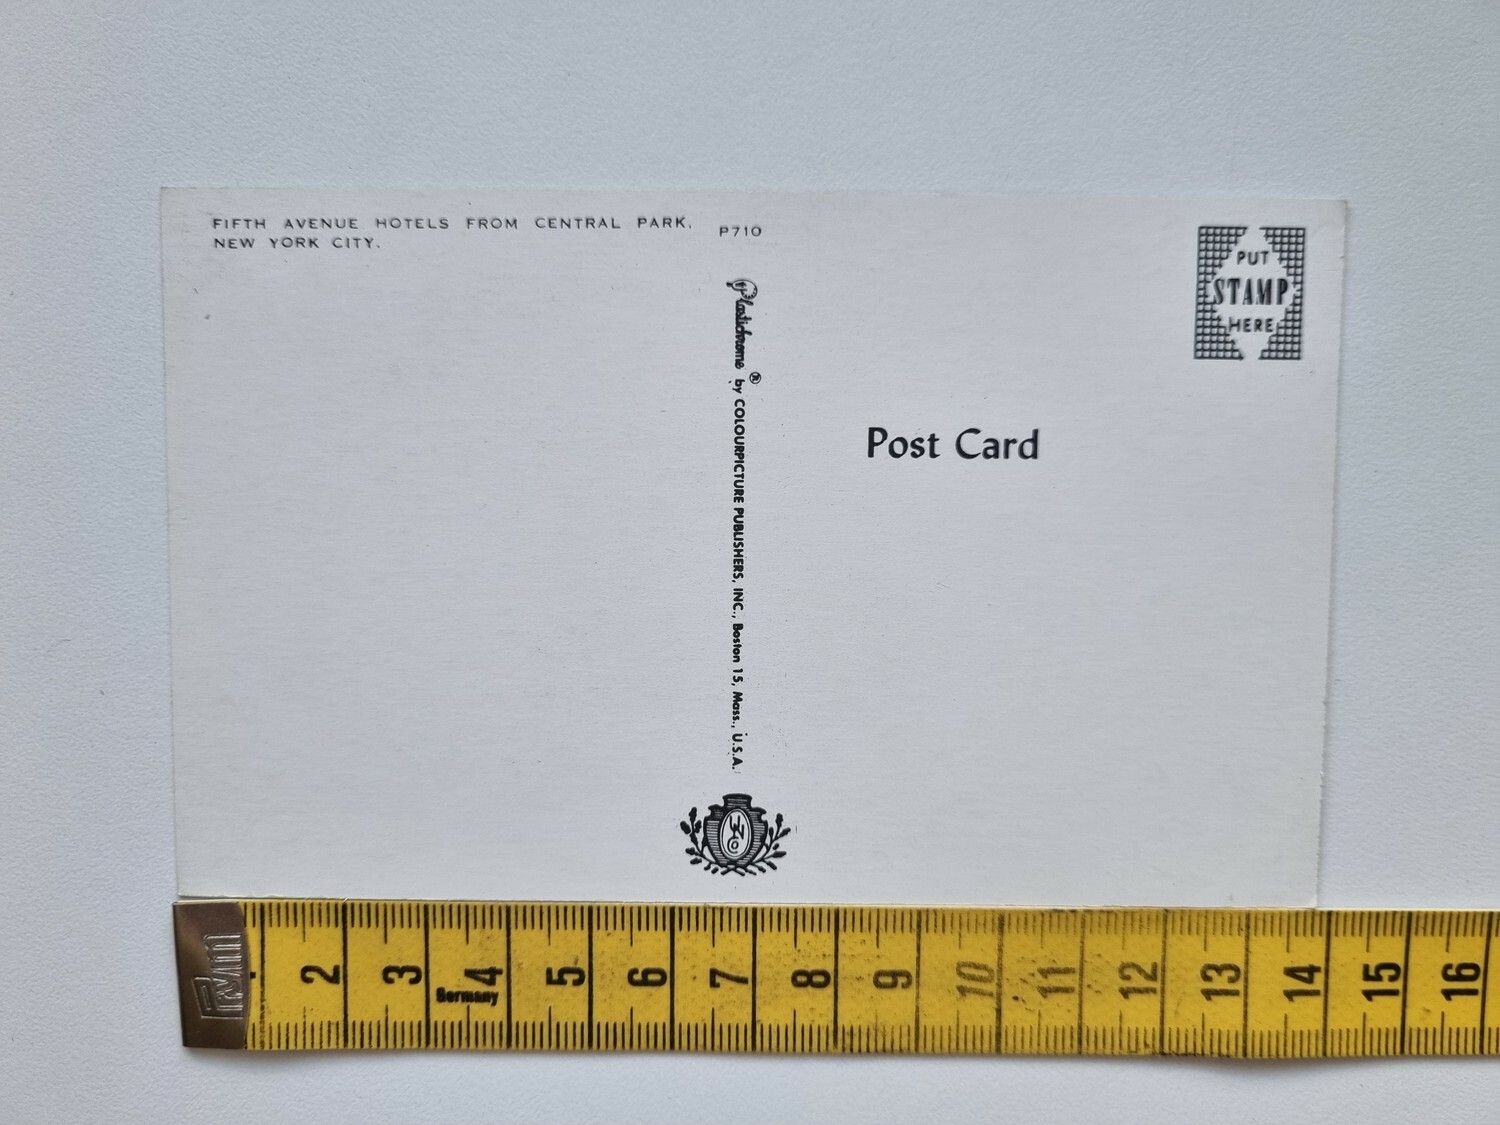 FIFTH AVENUE HOTELS FROM CENTRAL PARK,
NEW YORK CITY.
P710
PUT
STAMP
HERE
Plastichrome ® by COLOURPICTURE PUBLISHERS, INC., Boston 15, Mass., U.S.A.
Post Card
Prym
2 3 4 5 6 7 8 9 10 11 12 13 14 15 16
Germany